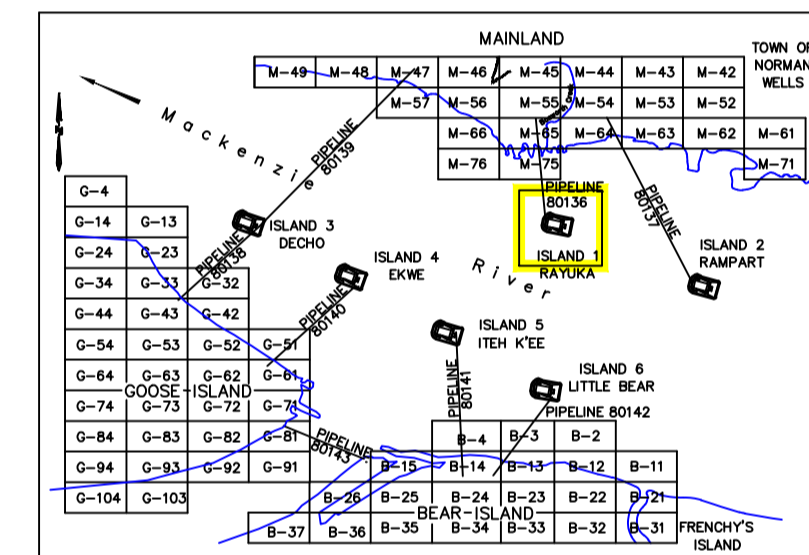 MAINLAND
TOWN OF
NORMAN
WELLS
M-49 M-48 M-47 M-46 M-45 M-44 M-43 M-42
M-57 M-56 M-55 M-54 M-53 M-52
M-66 M-65 M-64 M-63 M-62 M-61
M-76 M-75 M-71
Mackenzie
River
PIPELINE
80139
PIPELINE
80136
PIPELINE
80137
ISLAND 1
RAYUKA
ISLAND 2
RAMPART
ISLAND 3
DECHO
PIPELINE
80138
ISLAND 4
EKWE
PIPELINE
80140
ISLAND 5
ITEH K'EE
PIPELINE
80141
ISLAND 6
LITTLE BEAR
PIPELINE 80142
G-4
G-14 G-13
G-24 G-23
G-34 G-33 G-32
G-44 G-43 G-42
G-54 G-53 G-52 G-51
G-64 G-63 G-62 G-61
GOOSE ISLAND
G-74 G-73 G-72 G-71
G-84 G-83 G-82 G-81
G-94 G-93 G-92 G-91
G-104 G-103
PIPELINE
80143
B-4 B-3 B-2
B-15 B-14 B-13 B-12 B-11
B-26 B-25 B-24 B-23 B-22 B-21
BEAR ISLAND
B-37 B-36 B-35 B-34 B-33 B-32 B-31
FRENCHY'S
ISLAND